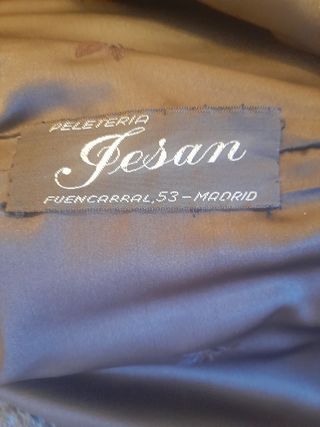 PELETERIA
Jesan
FUENCARRAL, 53 - MADRID